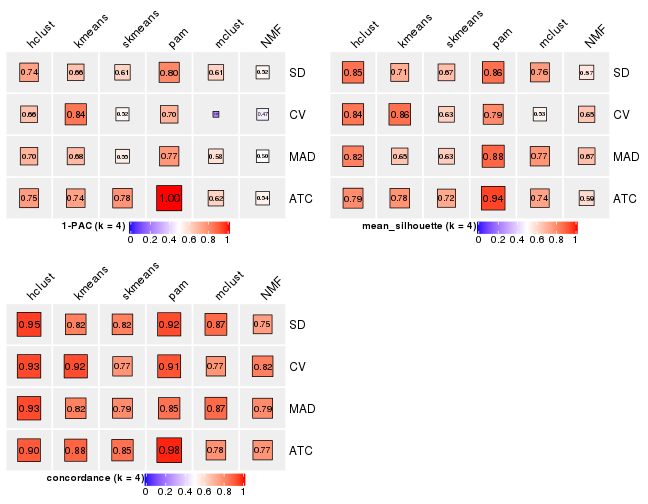 hclust kmeans skmeans pam mclust NMF
0.74 0.66 0.61 0.80 0.61 0.52 SD
0.66 0.84 0.52 0.70 CV
0.70 0.68 0.55 0.77 0.58 0.50 MAD
0.75 0.74 0.78 1.00 0.62 0.54 ATC
1-PAC (k = 4)
0 0.2 0.4 0.6 0.8 1
hclust kmeans skmeans pam mclust NMF
0.85 0.71 0.67 0.86 0.76 0.57 SD
0.84 0.86 0.63 0.79 0.53 0.65 CV
0.82 0.65 0.63 0.88 0.77 0.67 MAD
0.79 0.78 0.72 0.94 0.74 0.59 ATC
mean_silhouette (k = 4)
0 0.2 0.4 0.6 0.8 1
hclust kmeans skmeans pam mclust NMF
0.95 0.82 0.82 0.92 0.87 0.75 SD
0.93 0.92 0.77 0.91 0.77 0.82 CV
0.93 0.82 0.79 0.85 0.87 0.79 MAD
0.90 0.88 0.85 0.98 0.78 0.77 ATC
concordance (k = 4)
0 0.2 0.4 0.6 0.8 1